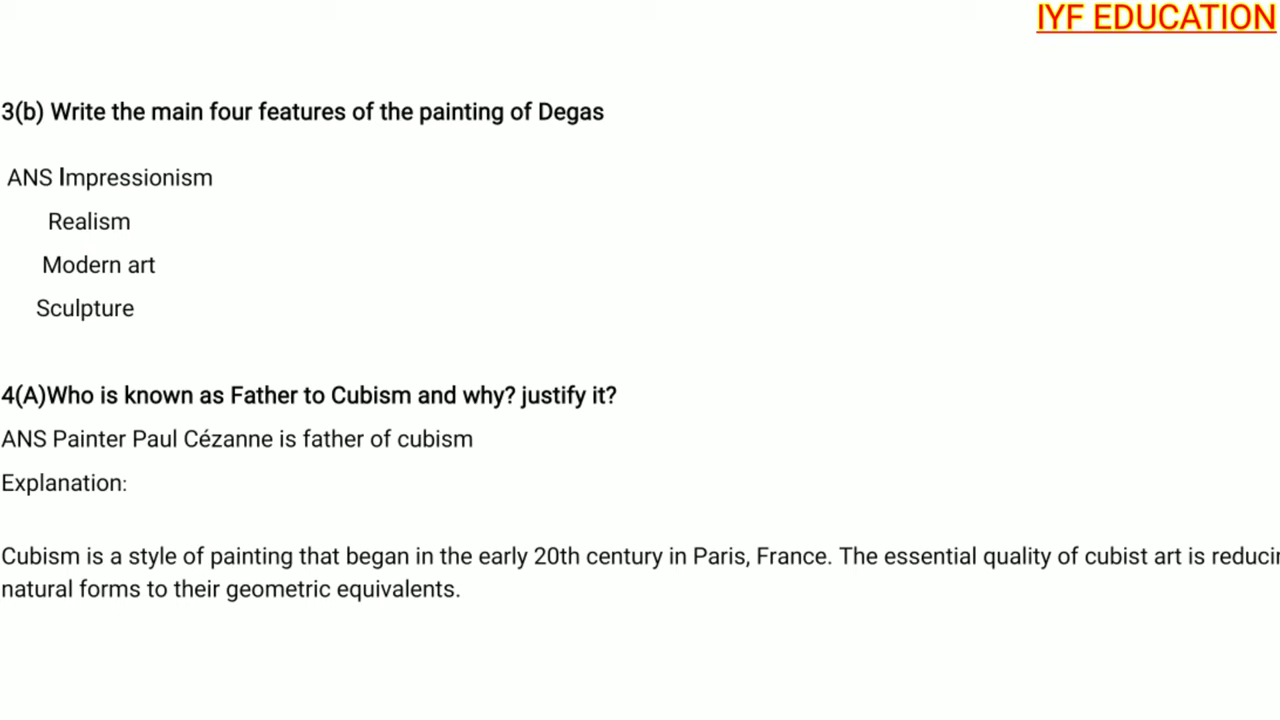 IYF EDUCATION
3(b) Write the main four features of the painting of Degas
ANS Impressionism
Realism
Modern art
Sculpture
4(A)Who is known as Father to Cubism and why? justify it?
ANS Painter Paul Cézanne is father of cubism
Explanation:
Cubism is a style of painting that began in the early 20th century in Paris, France. The essential quality of cubist art is
natural forms to their geometric equivalents.